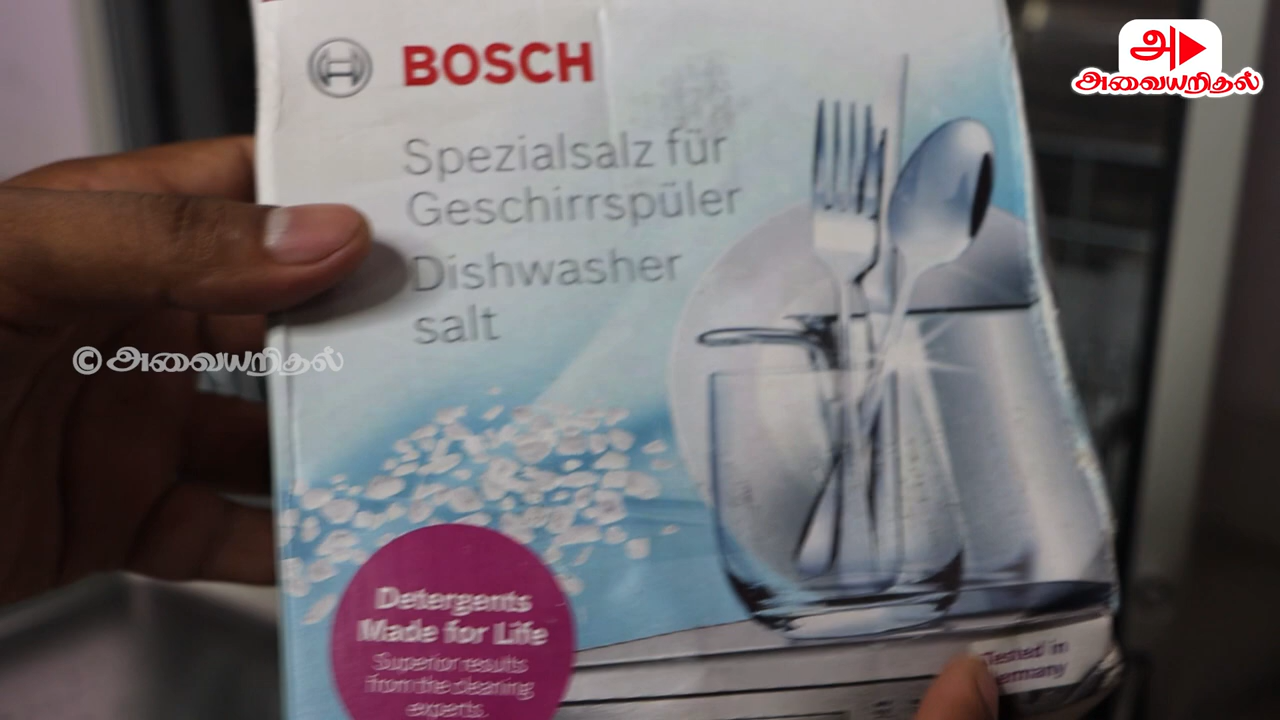 அ
அவையறிதல்
BOSCH
Spezialsalz für
Geschirrspüler
Dishwasher
salt
© அவையறிதல்
Detergents
Made for Life
Superior results
from the cleaning
experts.
Tested in
Germany